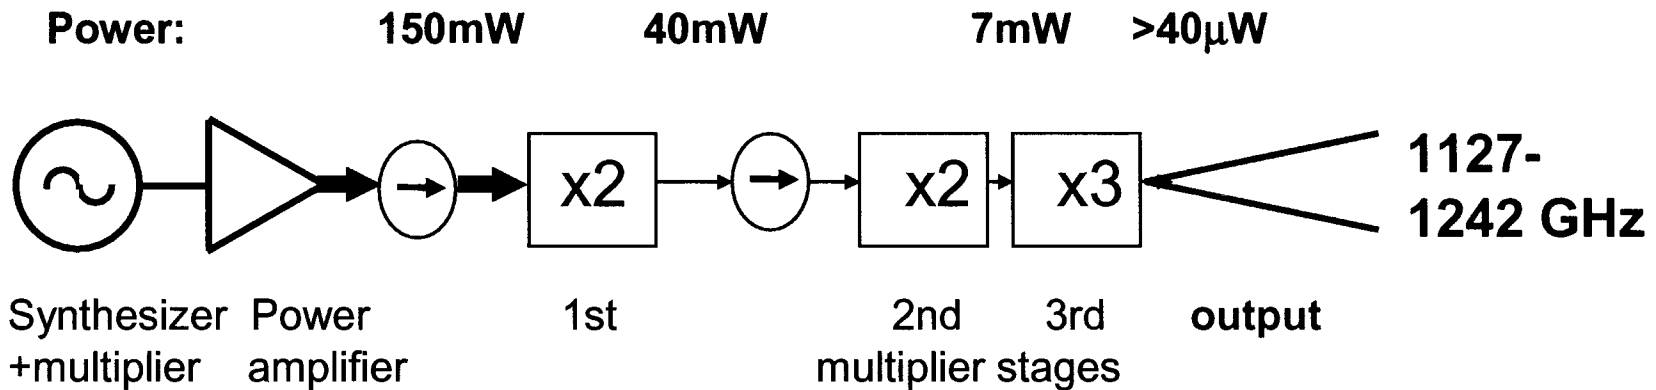 Power: 150mW 40mW 7mW >40μW
x2 x2 x3
1127-
1242 GHz
Synthesizer Power 1st 2nd 3rd output
+multiplier amplifier multiplier stages